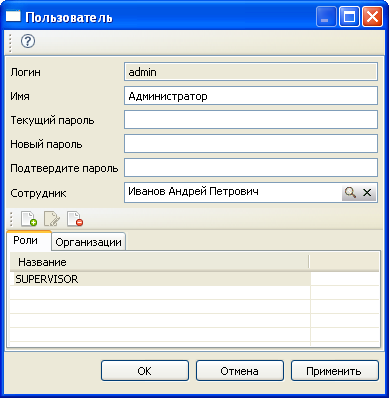 Пользователь
Логин admin
Имя Администратор
Текущий пароль
Новый пароль
Подтвердите пароль
Сотрудник Иванов Андрей Петрович
Роли Организации
Название
SUPERVISOR
ОК Отмена Применить